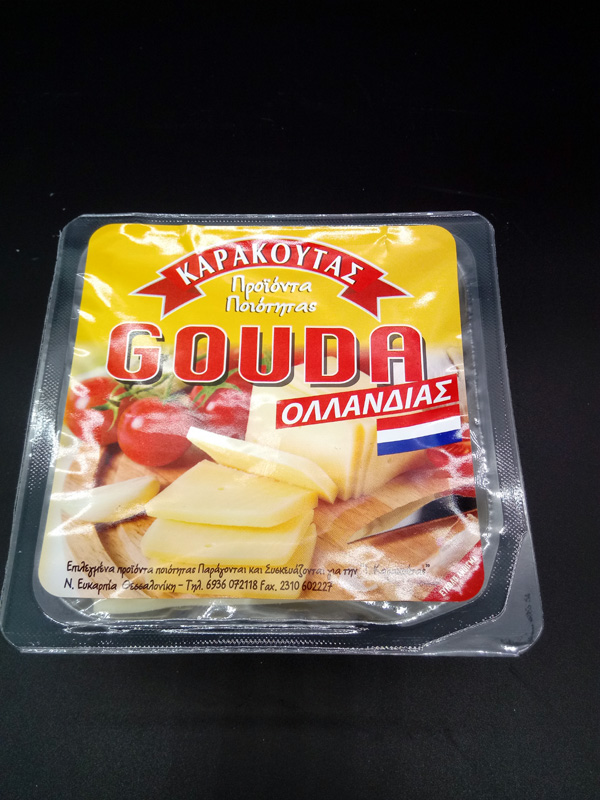 ΚΑΡΑΚΟΥΤΑΣ
Προϊόντα
Ποιότητας
GOUDA
ΟΛΛΑΝΔΙΑΣ
Επιλεγμένα προϊόντα ποιότητας Παράγονται και Συσκευάζονται για την
Ν. Ευκαρπία Θεσσαλονίκη - Τηλ. 6936 072118 Fax. 2310 602227